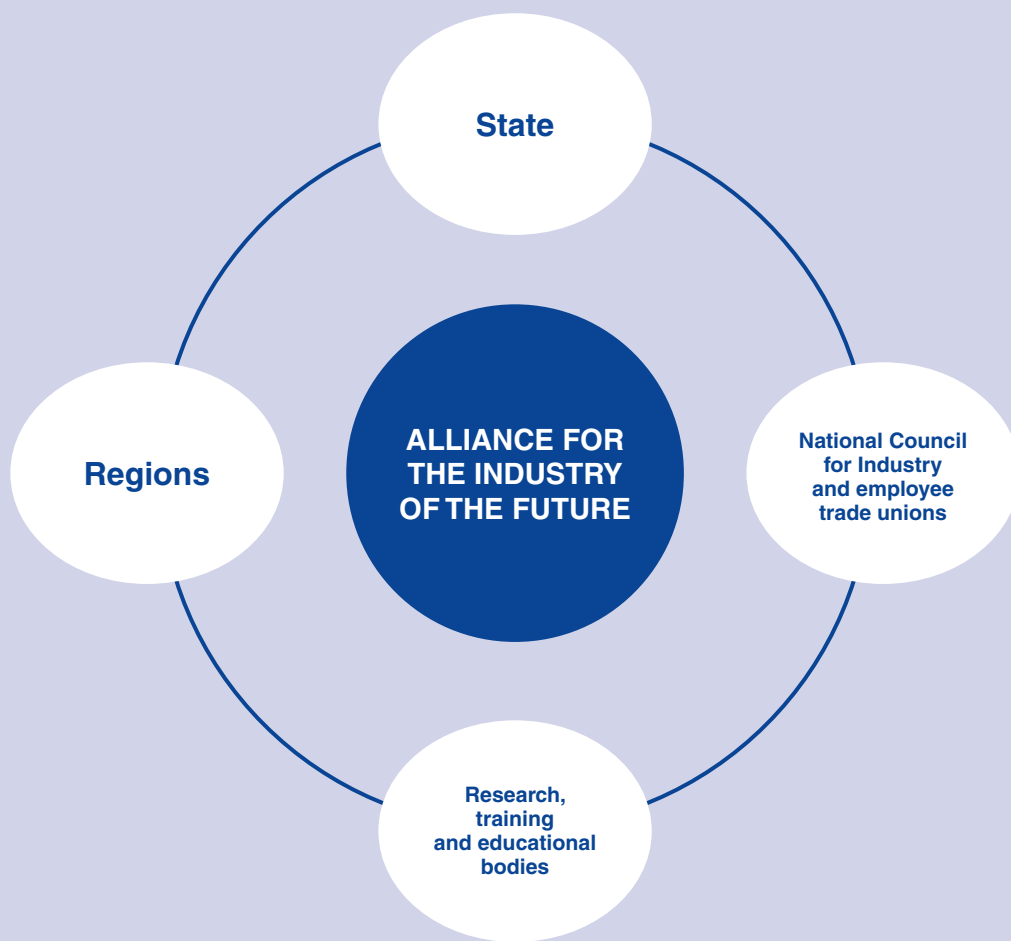 State
Regions
ALLIANCE FOR
THE INDUSTRY
OF THE FUTURE
National Council
for Industry
and employee
trade unions
Research,
training
and educational
bodies